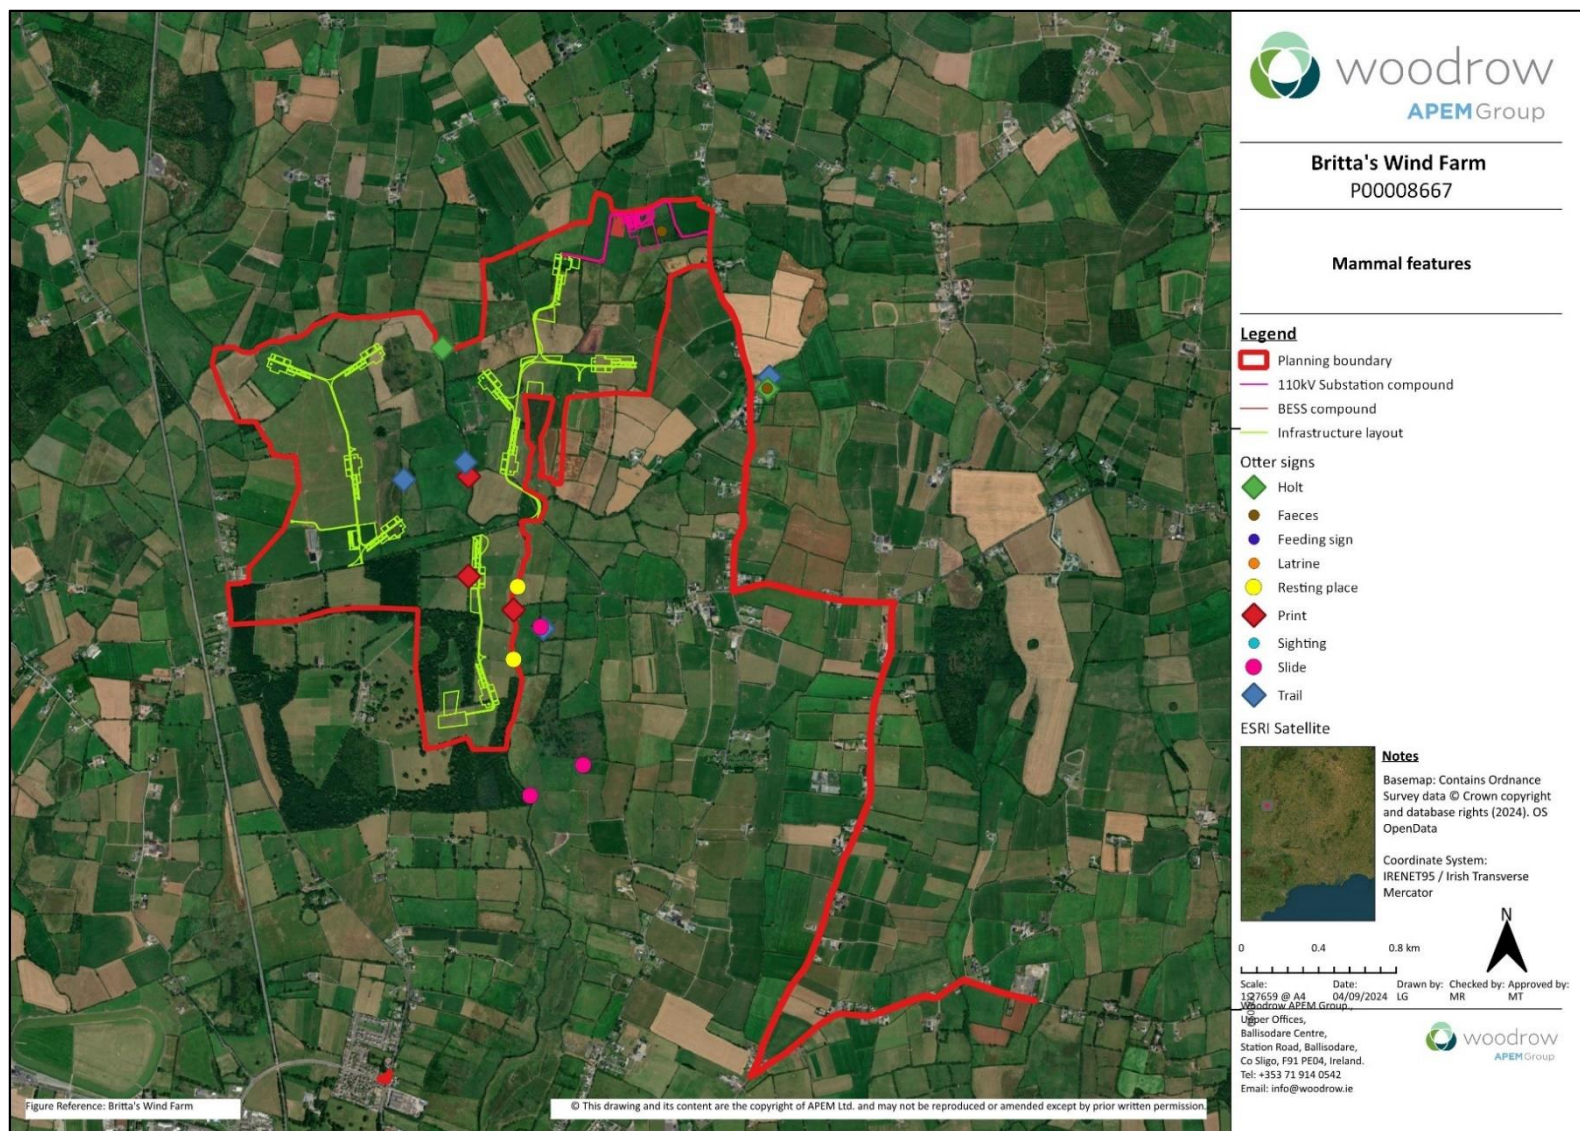 woodrow
APEM Group
Britta's Wind Farm
P00008667
Mammal features
Legend
Planning boundary
110kV Substation compound
BESS compound
Infrastructure layout
Otter signs
Holt
Faeces
Feeding sign
Latrine
Resting place
Print
Sighting
Slide
Trail
ESRI Satellite
Notes
Basemap: Contains Ordnance
Survey data © Crown copyright
and database rights (2024). OS
OpenData
Coordinate System:
IRENET95 / Irish Transverse
Mercator
N
0 0.4 0.8 km
Scale: Date: Drawn by: Checked by: Approved by:
1:27659 @ A4 04/09/2024 LG MR MT
Woodrow APEM Group.,
Upper Offices,
Ballisodare Centre,
Station Road, Ballisodare,
Co Sligo, F91 PE04, Ireland.
Tel: +353 71 914 0542
Email: info@woodrow.ie
woodrow
APEM Group
Figure Reference: Britta's Wind Farm
© This drawing and its content are the copyright of APEM Ltd. and may not be reproduced or amended except by prior written permission.